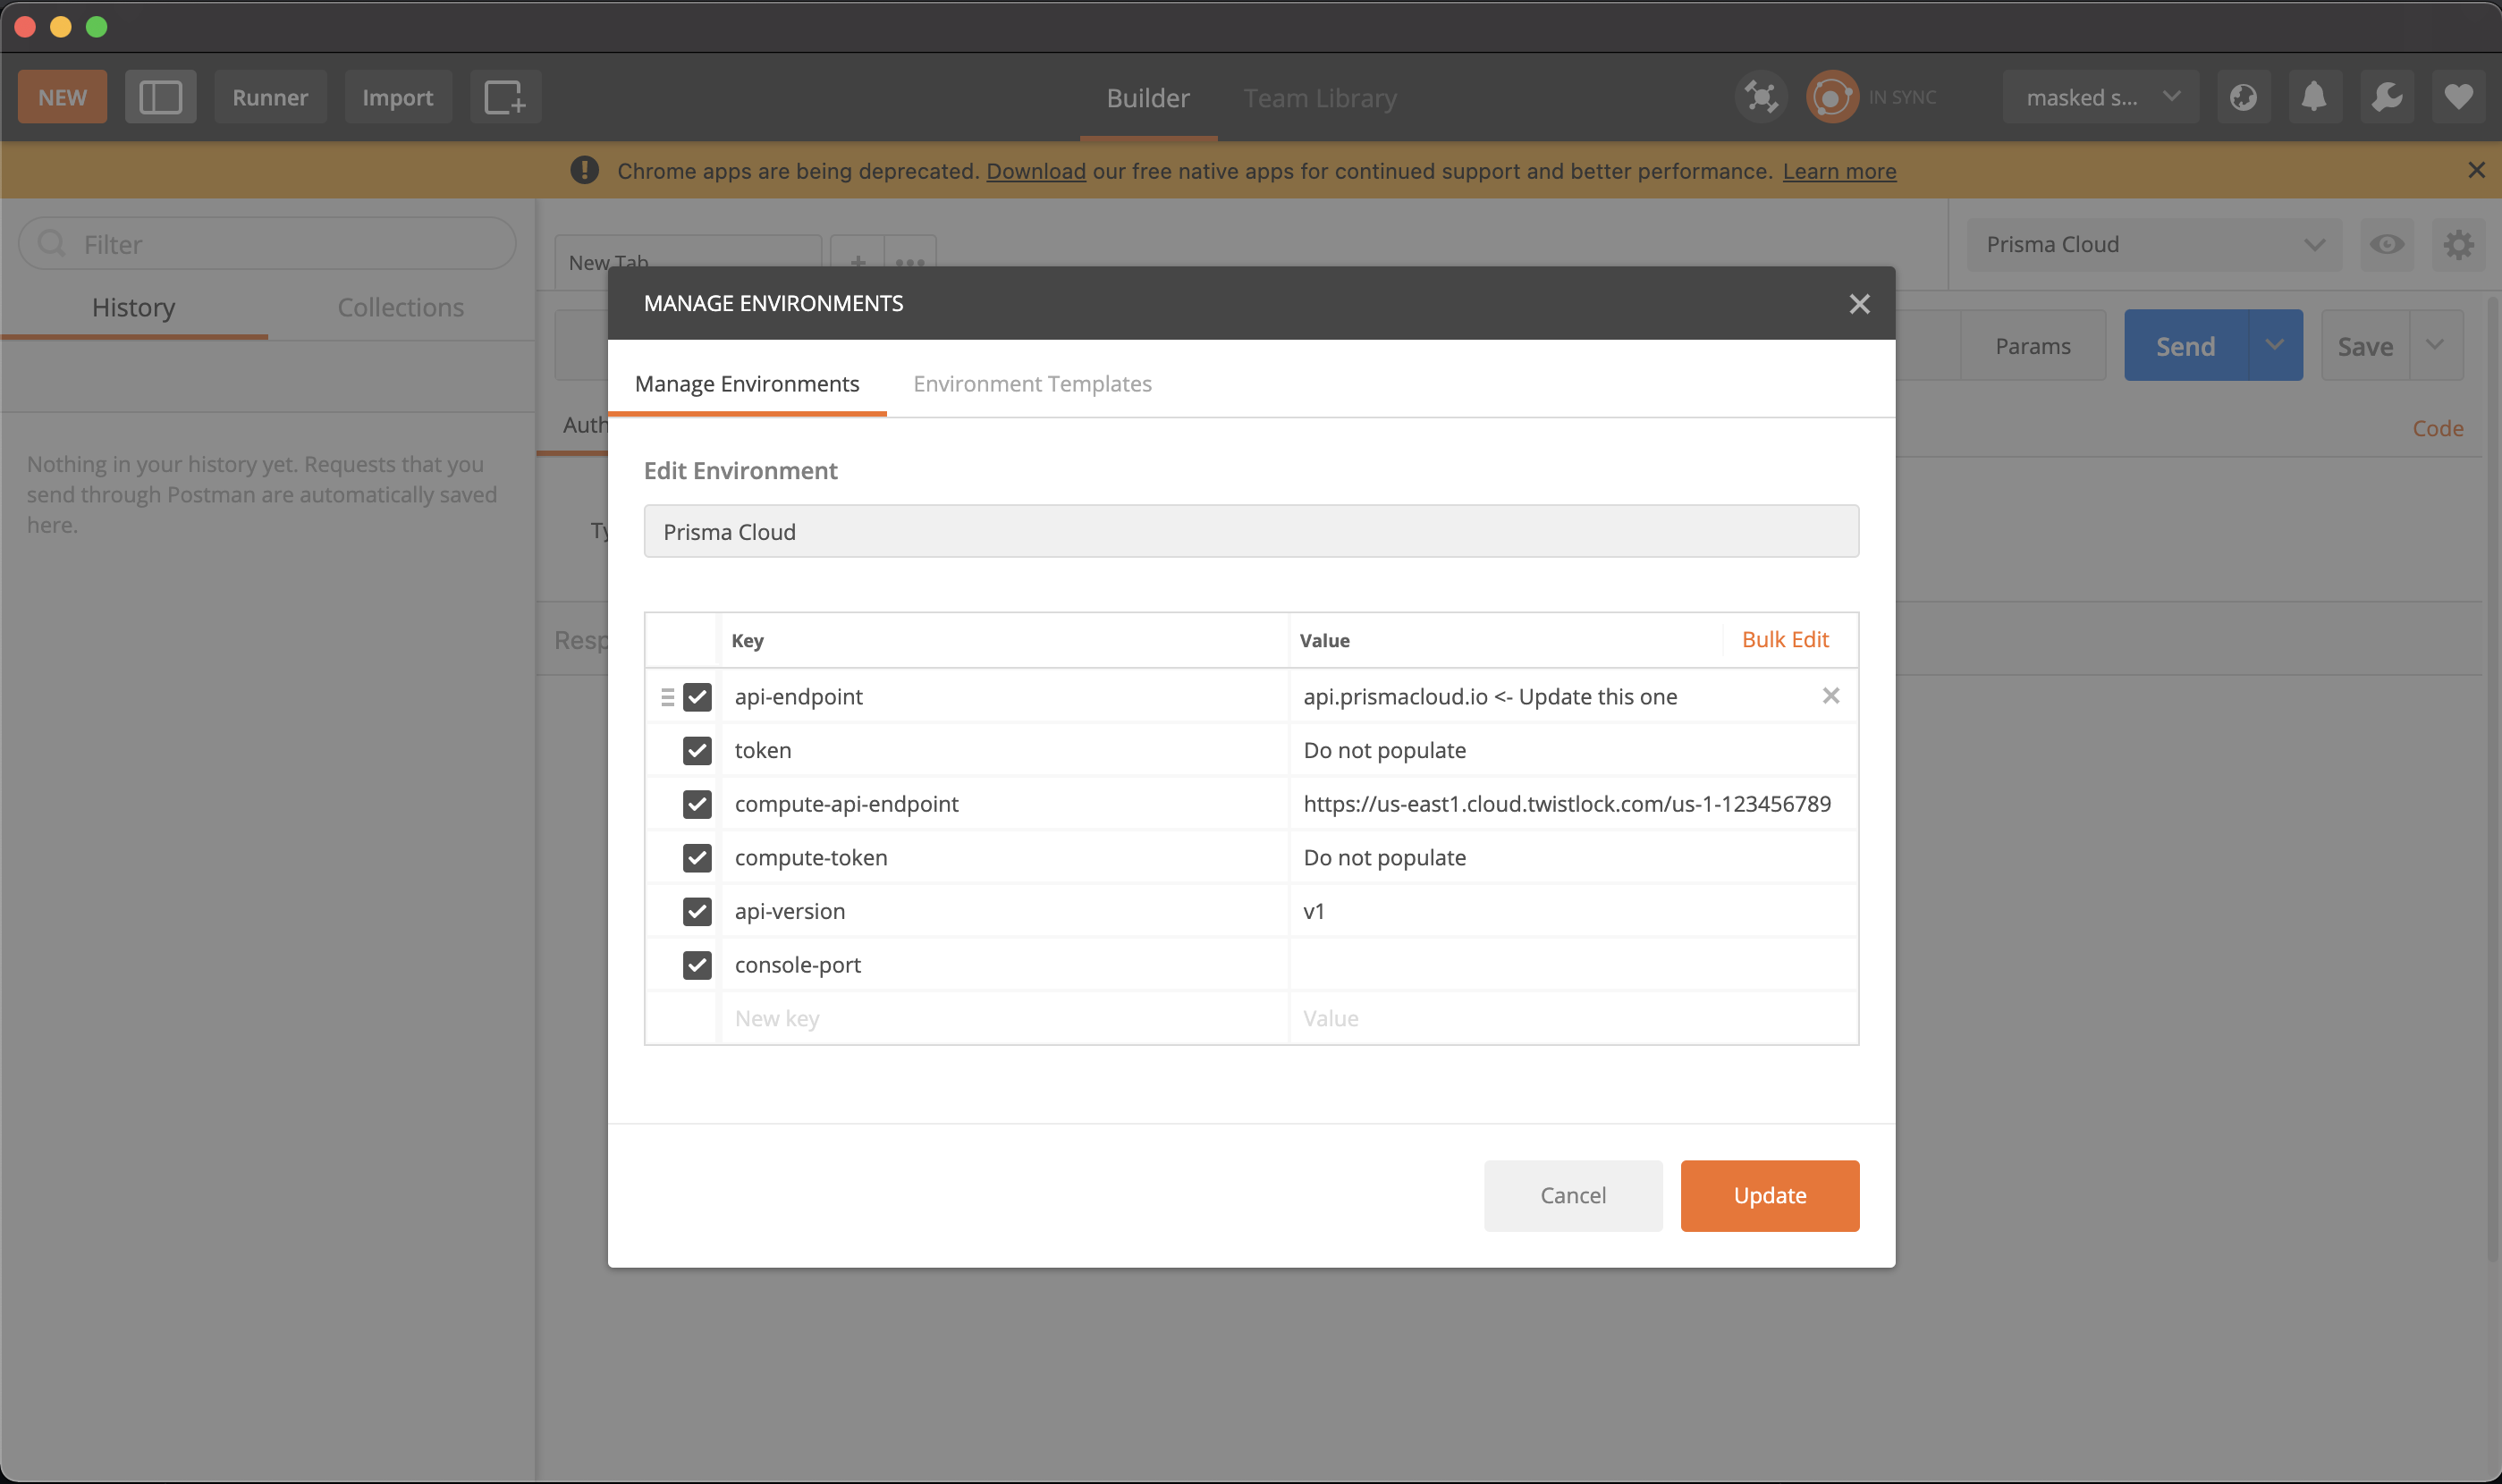 NEW
Runner
Import
Builder
Team Library
IN SYNC
masked s...
Chrome apps are being deprecated. Download our free native apps for continued support and better performance. Learn more
Filter
History
Collections
Nothing in your history yet. Requests that you
send through Postman are automatically saved
here.
New Tab
Prisma Cloud
Params
Send
Save
Auth
Code
Ty
Resp
MANAGE ENVIRONMENTS
Manage Environments
Environment Templates
Edit Environment
Prisma Cloud
Key
Value
Bulk Edit
api-endpoint
api.prismacloud.io <- Update this one
token
Do not populate
compute-api-endpoint
https://us-east1.cloud.twistlock.com/us-1-123456789
compute-token
Do not populate
api-version
v1
console-port
New key
Value
Cancel
Update